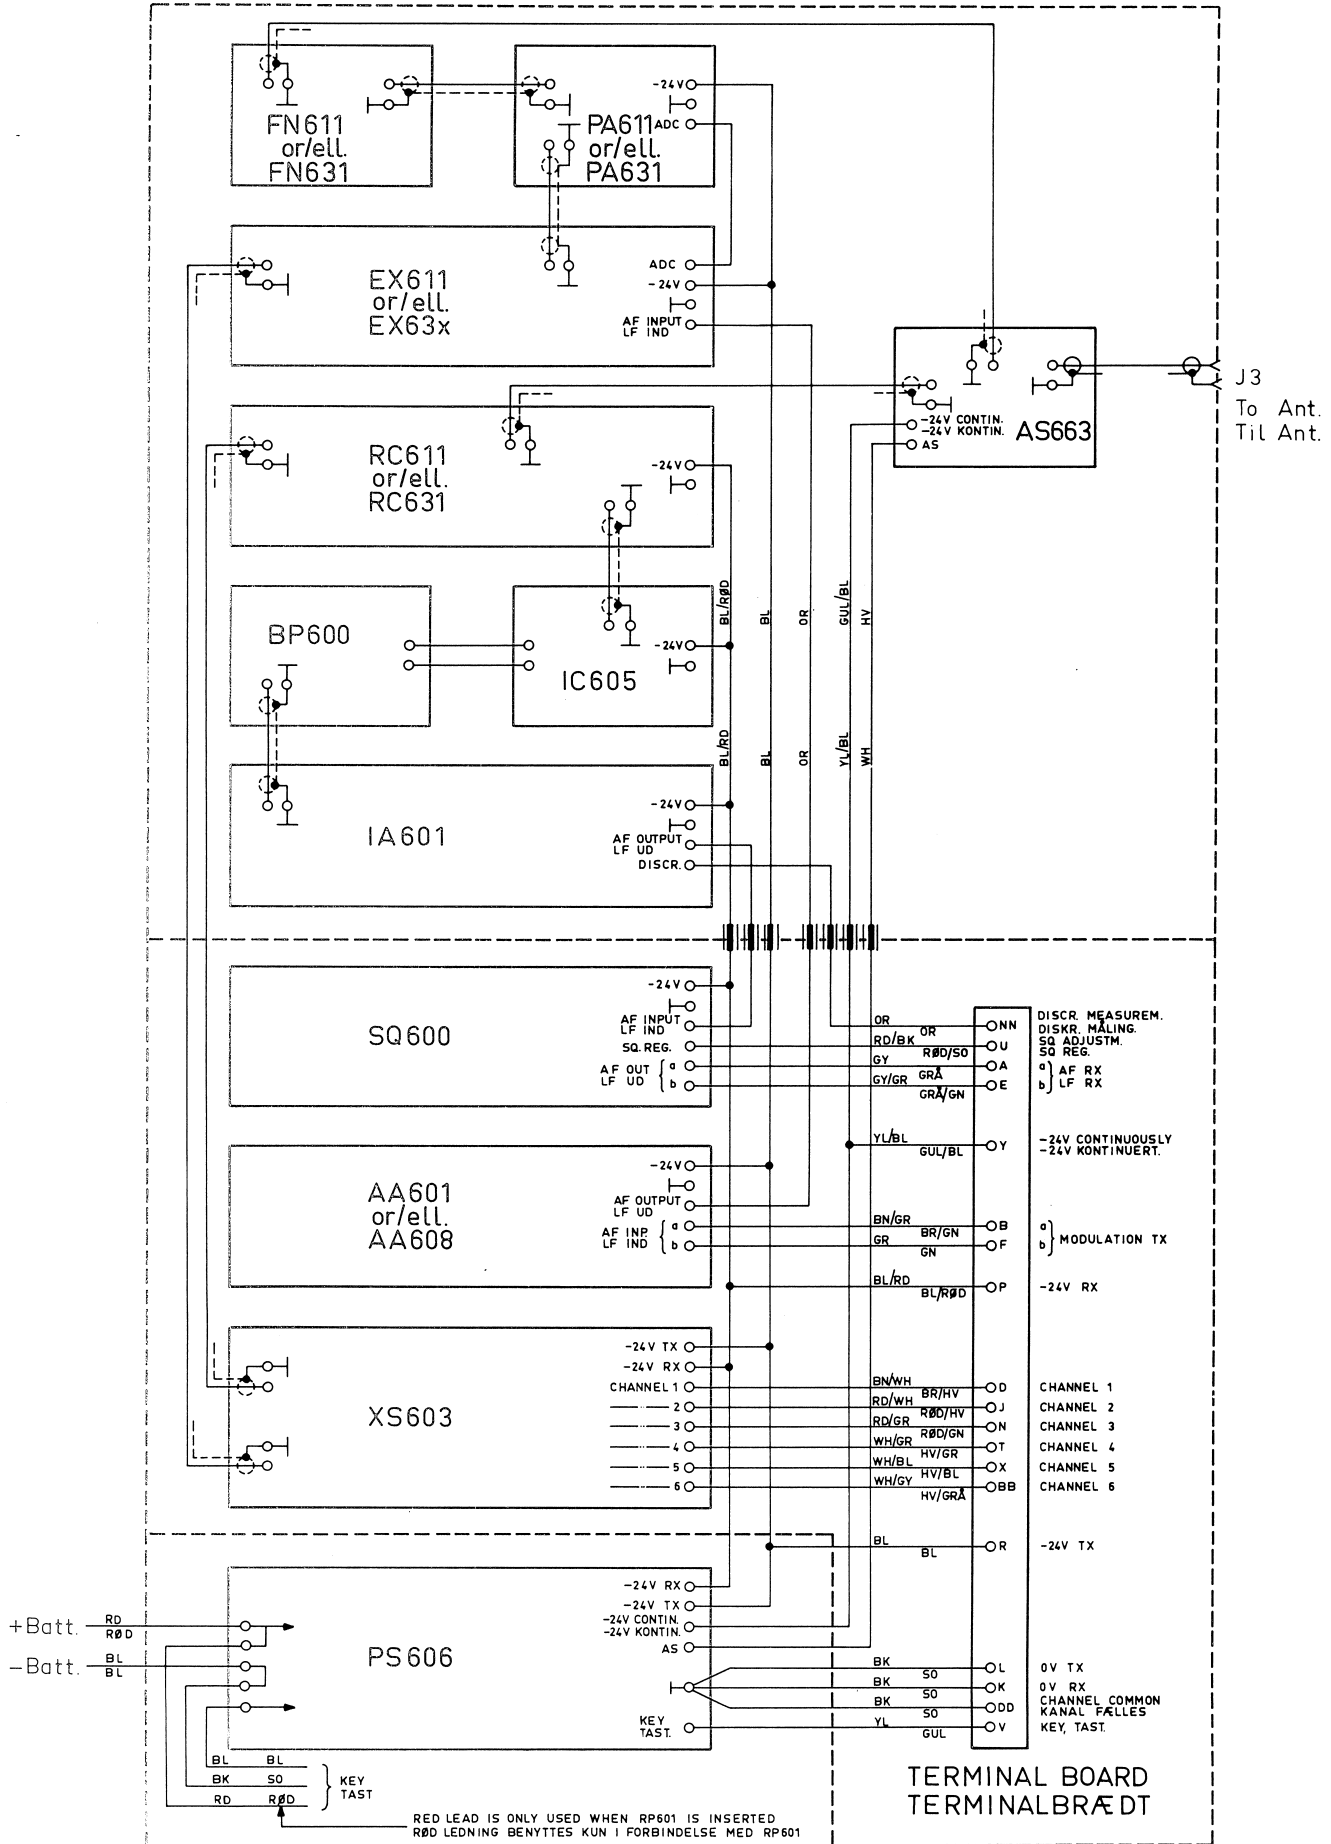 FN611
or/ell.
FN631
PA611
or/ell.
PA631
-24V
ADC
EX611
or/ell.
EX63x
ADC
-24V
AF INPUT
LF IND
J3
To Ant.
Til Ant.
-24V CONTIN.
-24V KONTIN.
AS
AS663
RC611
or/ell.
RC631
-24V
BL/RØD
BL
OR
GUL/BL
HV
BP600
IC605
-24V
BL/RD
BL
OR
YL/BL
WH
IA601
-24V
AF OUTPUT
LF UD
DISCR.
SQ600
-24V
AF INPUT
LF IND
SQ. REG.
AF OUT
LF UD
a
b
OR
OR
RD/BK
RØD/SO
GY
GRÅ
GY/GR
GRÅ/GN
NN
U
A
E
DISCR. MEASUREM.
DISKR. MÅLING.
SQ ADJUSTM.
SQ REG.
a
b
AF RX
LF RX
YL/BL
GUL/BL
Y
-24V CONTINUOUSLY
-24V KONTINUERT.
AA601
or/ell.
AA608
-24V
AF OUTPUT
LF UD
AF INP.
LF IND
a
b
BN/GR
BR/GN
GR
GN
B
F
a
b
MODULATION TX
BL/RD
BL/RØD
P
-24V RX
XS603
-24V TX
-24V RX
CHANNEL 1
2
3
4
5
6
BN/WH
BR/HV
RD/WH
RØD/HV
RD/GR
RØD/GN
WH/GR
HV/GR
WH/BL
HV/BL
WH/GY
HV/GRÅ
D
J
N
T
X
BB
CHANNEL 1
CHANNEL 2
CHANNEL 3
CHANNEL 4
CHANNEL 5
CHANNEL 6
BL
BL
R
-24V TX
+Batt.
RD
RØD
-Batt.
BL
BL
PS606
-24V RX
-24V TX
-24V CONTIN.
-24V KONTIN.
AS
KEY
TAST.
BK
SO
BK
SO
BK
SO
YL
GUL
L
K
DD
V
0V TX
0V RX
CHANNEL COMMON
KANAL FÆLLES
KEY, TAST.
BL BL
BK SO
RD RØD
KEY
TAST
RED LEAD IS ONLY USED WHEN RP601 IS INSERTED
RØD LEDNING BENYTTES KUN I FORBINDELSE MED RP601
TERMINAL BOARD
TERMINALBRÆDT